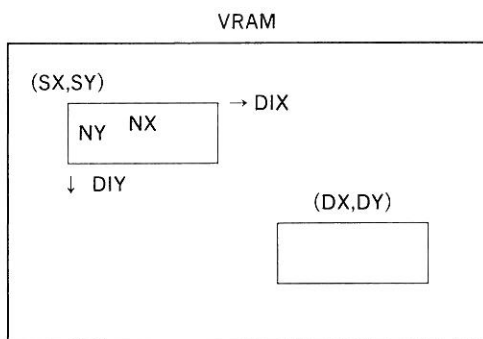 VRAM
(SX,SY)
→ DIX
NY NX
↓ DIY
(DX,DY)